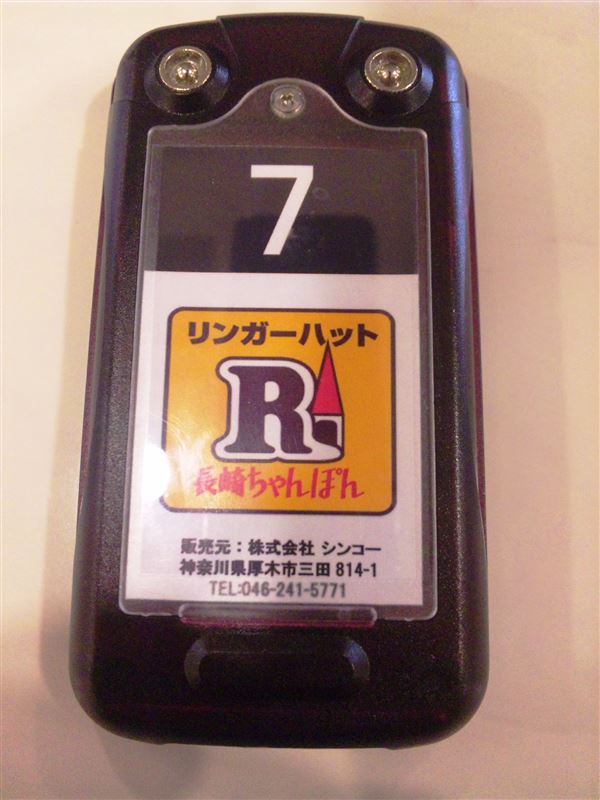 7
リンガーハット
R
長崎ちゃんぽん
販売元：株式会社 シンコー
神奈川県厚木市三田 814-1
TEL:046-241-5771